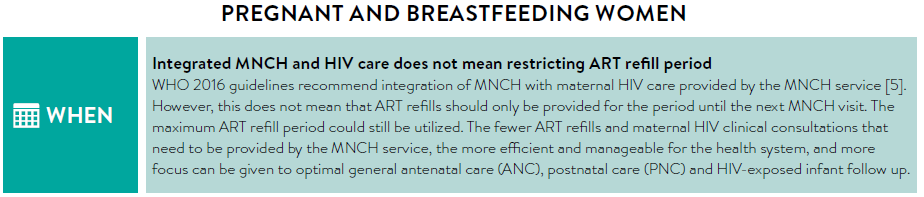 PREGNANT AND BREASTFEEDING WOMEN
WHEN
Integrated MNCH and HIV care does not mean restricting ART refill period
WHO 2016 guidelines recommend integration of MNCH with maternal HIV care provided by the MNCH service [5].
However, this does not mean that ART refills should only be provided for the period until the next MNCH visit. The
maximum ART refill period could still be utilized. The fewer ART refills and maternal HIV clinical consultations that
need to be provided by the MNCH service, the more efficient and manageable for the health system, and more
focus can be given to optimal general antenatal care (ANC), postnatal care (PNC) and HIV-exposed infant follow up.